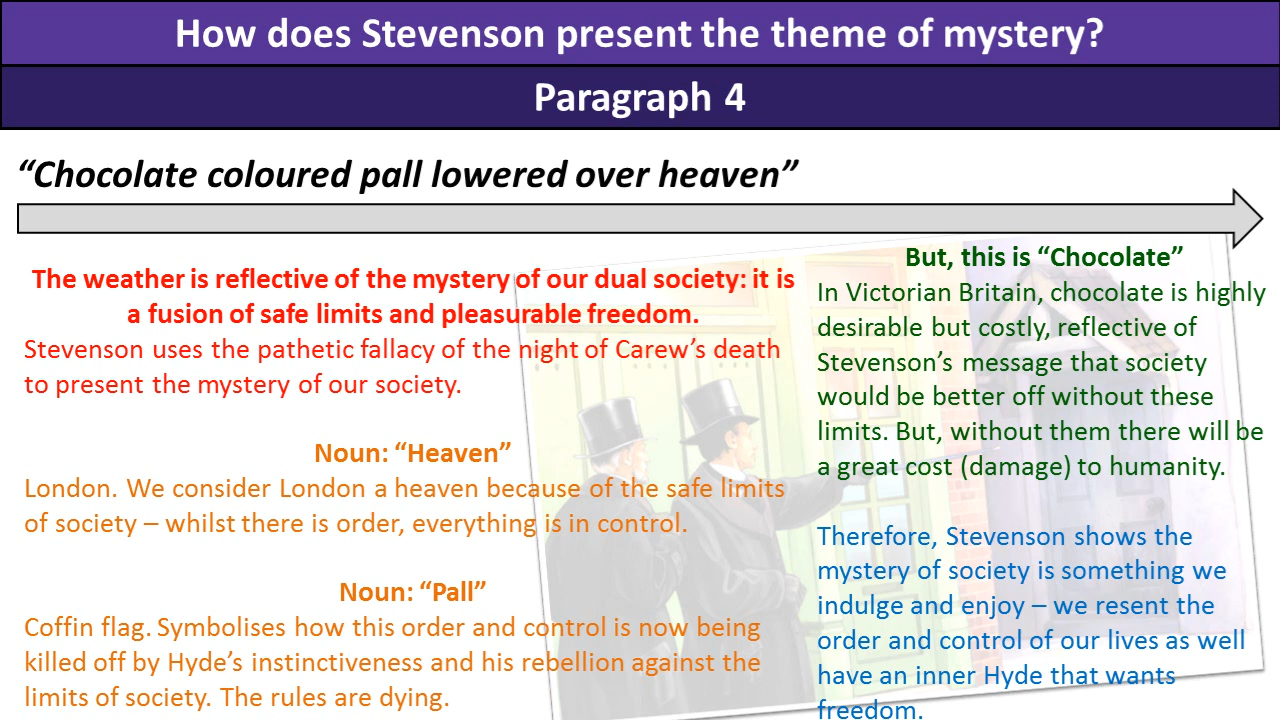 How does Stevenson present the theme of mystery?
Paragraph 4
“Chocolate coloured pall lowered over heaven”
The weather is reflective of the mystery of our dual society: it is
a fusion of safe limits and pleasurable freedom.
Stevenson uses the pathetic fallacy of the night of Carew’s death
to present the mystery of our society.
Noun: “Heaven”
London. We consider London a heaven because of the safe limits
of society – whilst there is order, everything is in control.
Noun: “Pall”
Coffin flag. Symbolises how this order and control is now being
killed off by Hyde’s instinctiveness and his rebellion against the
limits of society. The rules are dying.
But, this is “Chocolate”
In Victorian Britain, chocolate is highly
desirable but costly, reflective of
Stevenson’s message that society
would be better off without these
limits. But, without them there will be
a great cost (damage) to humanity.
Therefore, Stevenson shows the
mystery of society is something we
indulge and enjoy – we resent the
order and control of our lives as well
have an inner Hyde that wants
freedom.